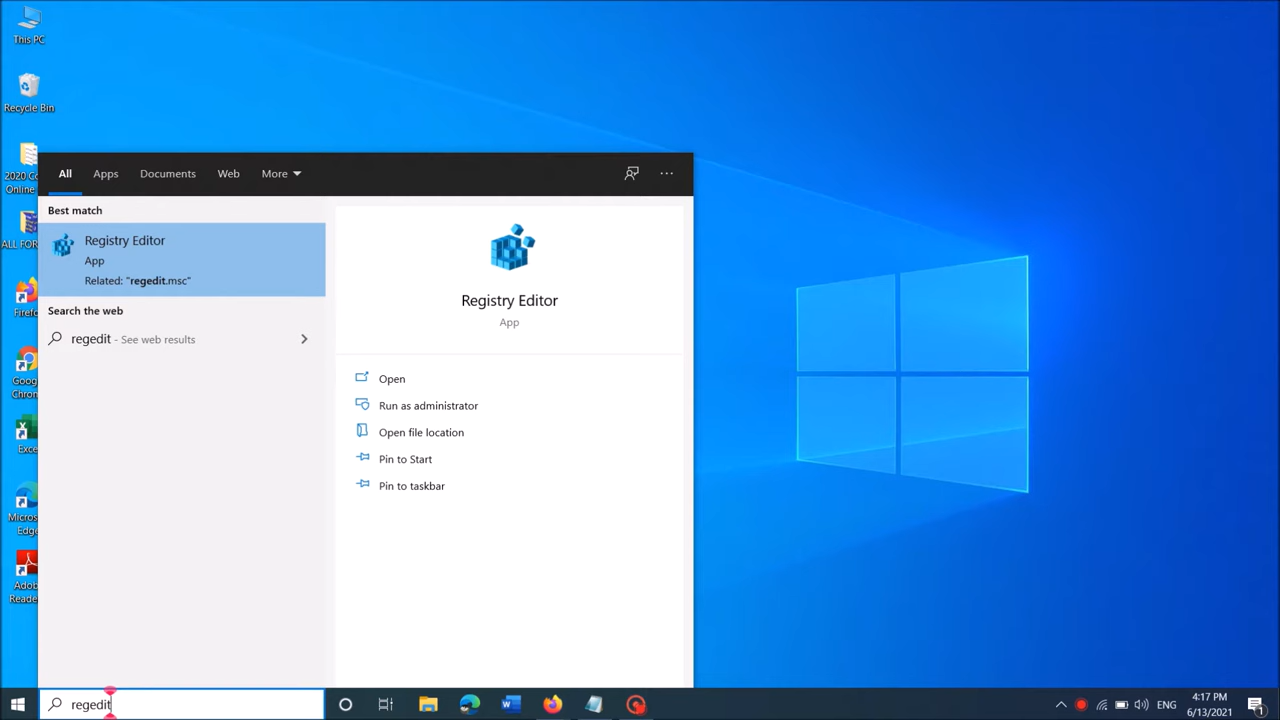 This PC
Recycle Bin
2020 Co
Online
ALL FOR
Firefo
Goog
Chron
Exce
Micros
Edge
Adob
Reade
All
Apps
Documents
Web
More
Best match
Registry Editor
App
Related: "regedit.msc"
Search the web
regedit - See web results
Registry Editor
App
Open
Run as administrator
Open file location
Pin to Start
Pin to taskbar
regedit
ENG
4:17 PM
6/13/2021
1